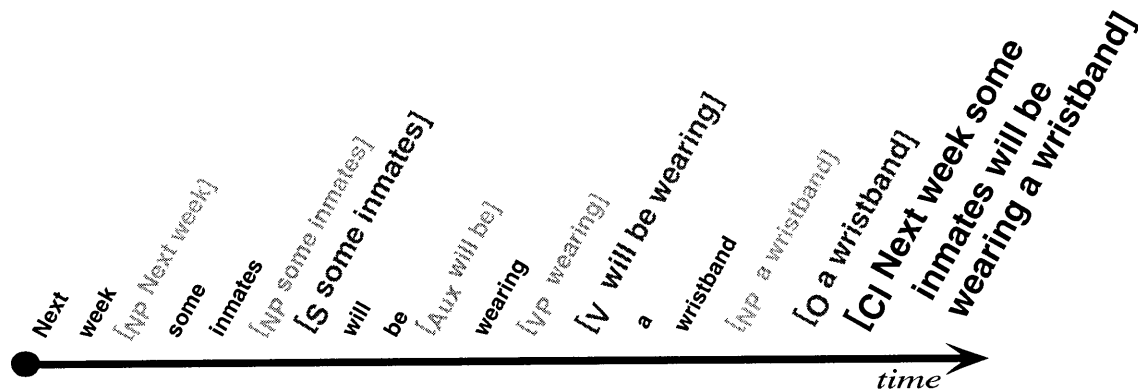 Next
week
[NP Next week]
some
inmates
[NP some inmates]
[S some inmates]
will
be
[Aux will be]
wearing
[VP wearing]
[V will be wearing]
a
wristband
[NP a wristband]
[O a wristband]
[Cl Next week some
inmates will be
wearing a wristband]
time